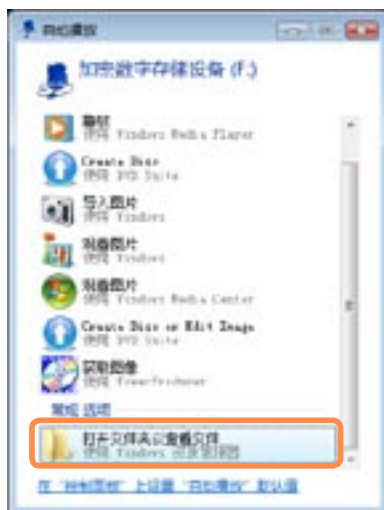 自动播放
加密数字存储设备 (F:)
播放
使用 Windows Media Player
Create Disc
使用 DVD Suite
导入图片
使用 Windows
观看图片
使用 Windows
观看图片
使用 Windows Media Center
Create Disc or Edit Image
使用 DVD Suite
获取图像
使用 PowerProducer
常规 选项
打开文件夹以查看文件
使用 Windows 资源管理器
在“控制面板”上设置“自动播放”默认值